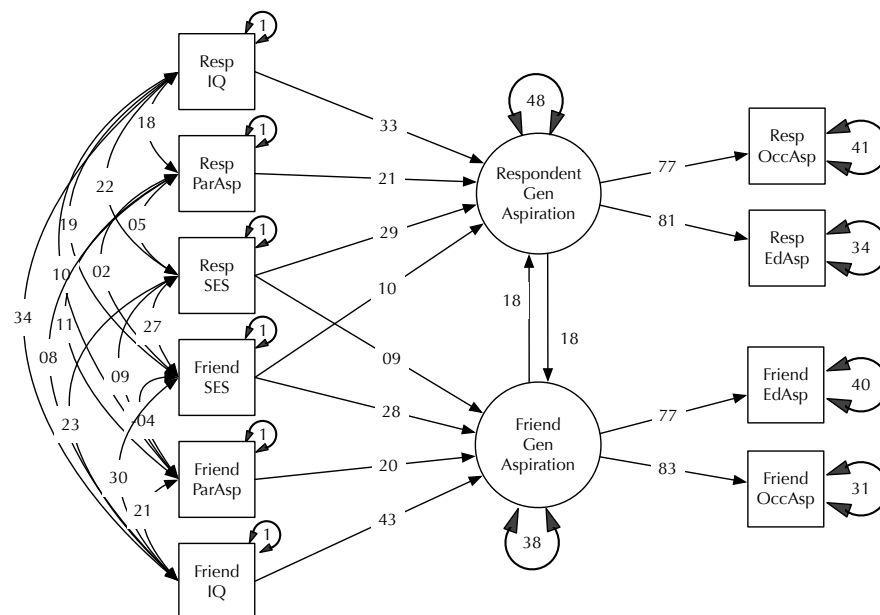 1
Resp
IQ
18
1
Resp
ParAsp
22
19
05
1
Resp
SES
02
10
27
34
11
1
Friend
SES
08
09
-04
23
1
Friend
ParAsp
30
21
1
Friend
IQ
33
21
29
10
09
28
20
43
48
Respondent
Gen
Aspiration
18
18
Friend
Gen
Aspiration
38
77
81
77
83
Resp
OccAsp
41
Resp
EdAsp
34
Friend
EdAsp
40
Friend
OccAsp
31